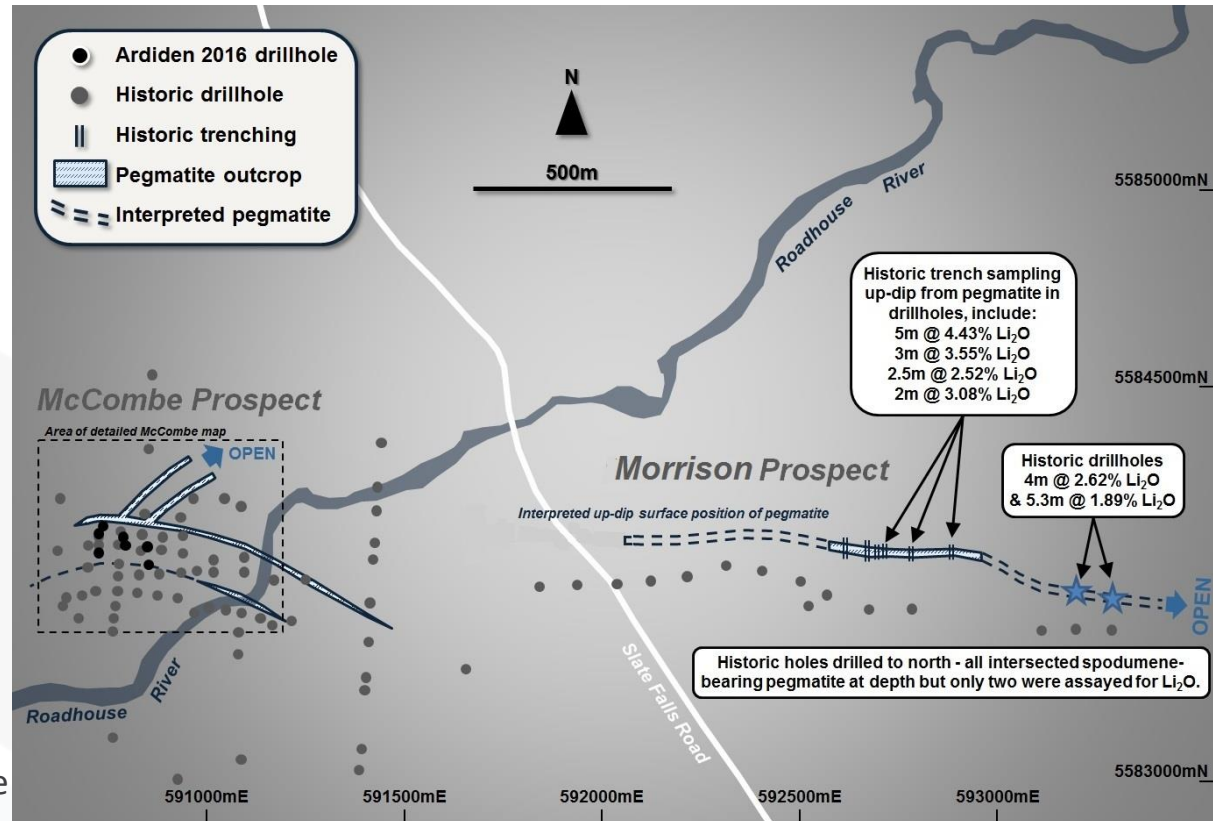 Ardiden 2016 drillhole
Historic drillhole
Historic trenching
Pegmatite outcrop
Interpreted pegmatite
N
500m
Roadhouse River
5585000mN
Historic trench sampling
up-dip from pegmatite in
drillholes, include:
5m @ 4.43% Li₂O
3m @ 3.55% Li₂O
2.5m @ 2.52% Li₂O
2m @ 3.08% Li₂O
5584500mN
McCombe Prospect
Area of detailed McCombe map
OPEN
Morrison Prospect
Historic drillholes
4m @ 2.62% Li₂O
& 5.3m @ 1.89% Li₂O
Interpreted up-dip surface position of pegmatite
OPEN
Slate Falls Road
Historic holes drilled to north - all intersected spodumene-
bearing pegmatite at depth but only two were assayed for Li₂O.
Roadhouse River
5583000mN
e
591000mE
591500mE
592000mE
592500mE
593000mE